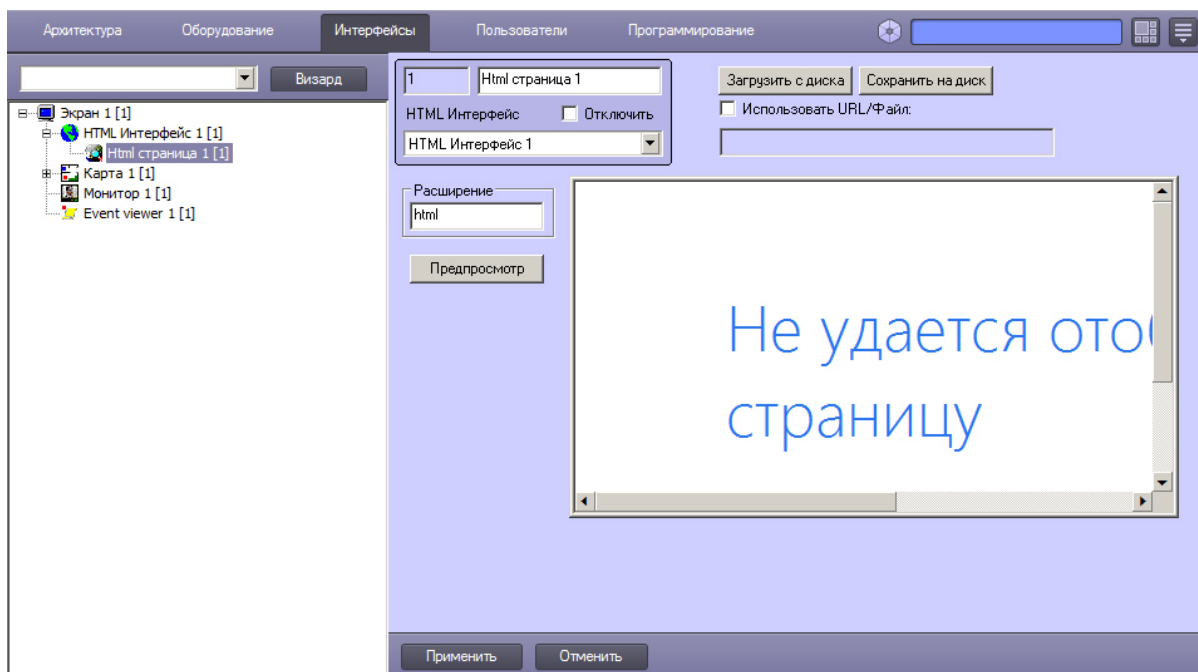 Архитектура Оборудование Интерфейсы Пользователи Программирование
Визард
Экран 1 [1]
HTML Интерфейс 1 [1]
Html страница 1 [1]
Карта 1 [1]
Монитор 1 [1]
Event viewer 1 [1]
1 Html страница 1
HTML Интерфейс Отключить
HTML Интерфейс 1
Загрузить с диска Сохранить на диск
Использовать URL/Файл:
Расширение
html
Предпросмотр
Не удается отоб
страницу
Применить Отменить